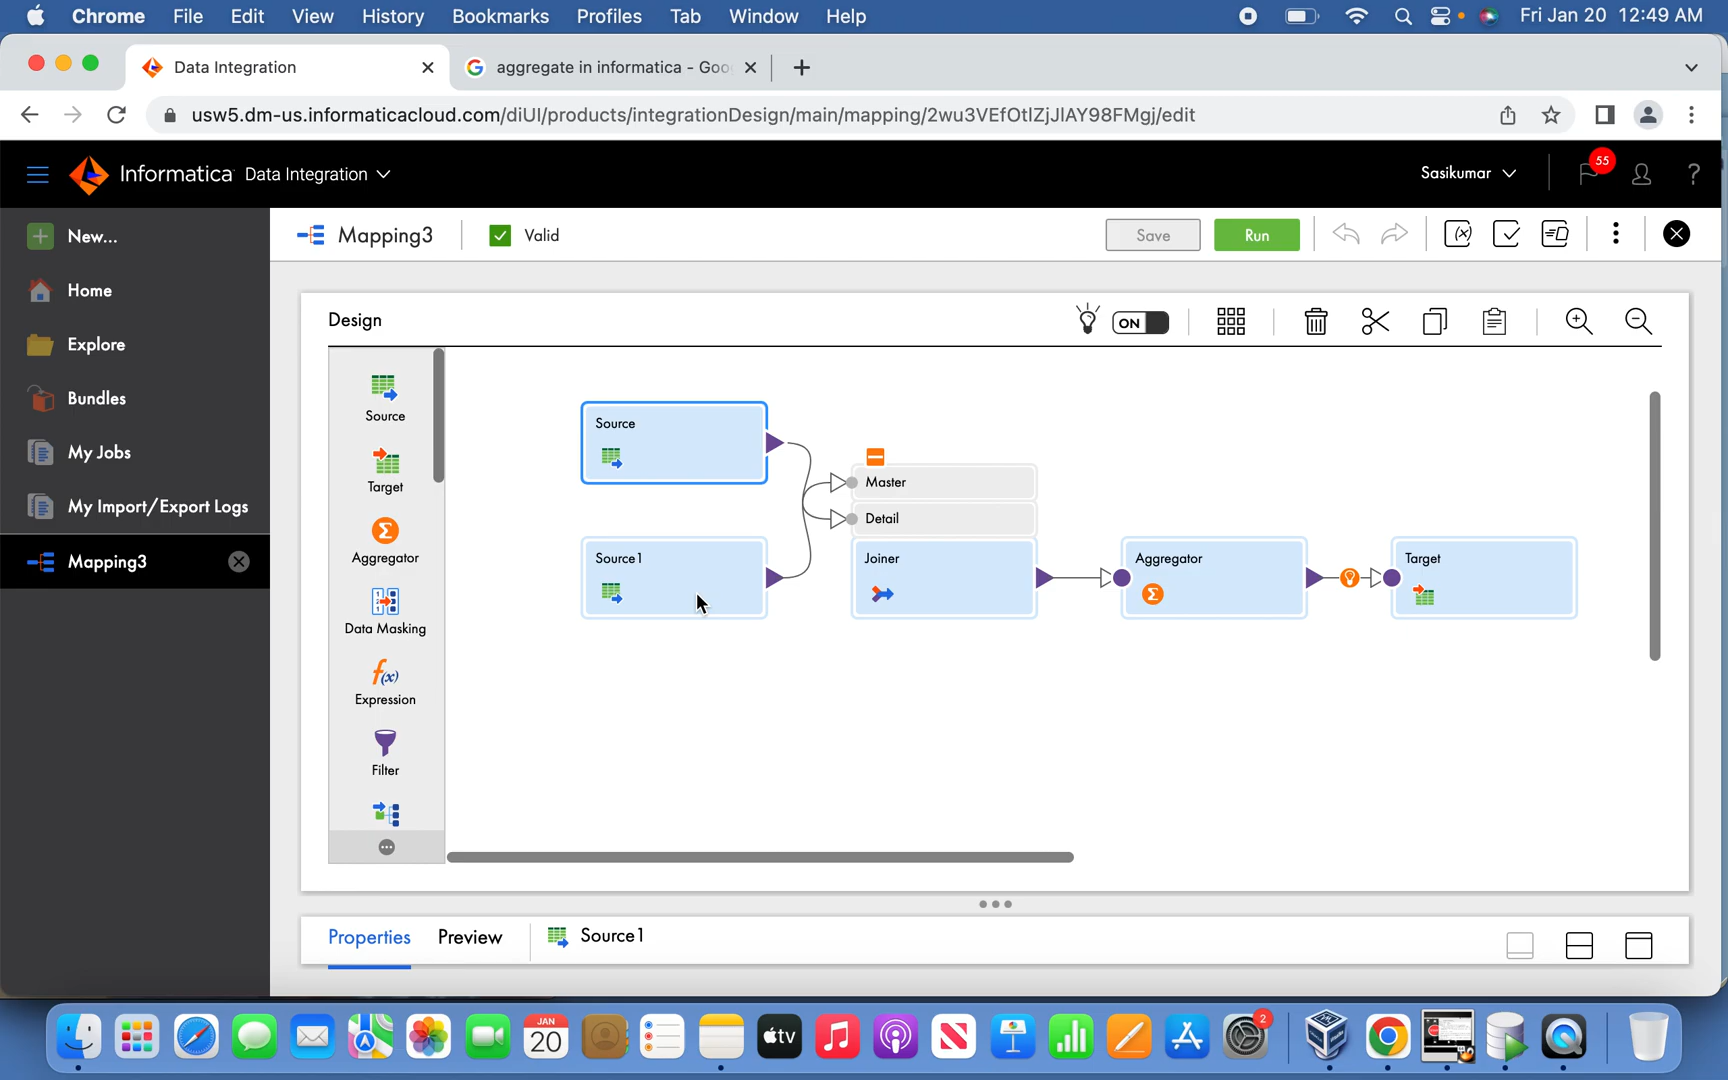 Chrome File Edit View History Bookmarks Profiles Tab Window Help Fri Jan 20 12:49 AM
Data Integration
aggregate in informatica - Goo
usw5.dm-us.informaticacloud.com/diUI/products/integrationDesign/main/mapping/2wu3VEfOtIZjJIAY98FMgj/edit
Informatica Data Integration
Sasikumar
55
?
New...
Home
Explore
Bundles
My Jobs
My Import/Export Logs
Mapping3
Mapping3
Valid
Save
Run
Design
ON
Source
Target
Aggregator
Data Masking
Expression
Filter
Source
Source1
Master
Detail
Joiner
Aggregator
Target
Properties
Preview
Source1
JAN
20
tv
2